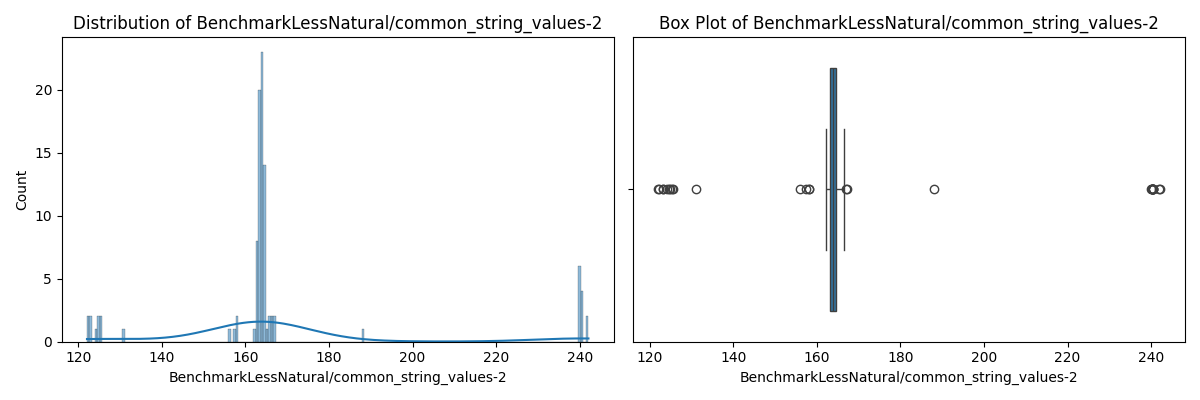 Distribution of BenchmarkLessNatural/common_string_values-2
Count
20
15
10
5
0
120 140 160 180 200 220 240
BenchmarkLessNatural/common_string_values-2
Box Plot of BenchmarkLessNatural/common_string_values-2
120 140 160 180 200 220 240
BenchmarkLessNatural/common_string_values-2